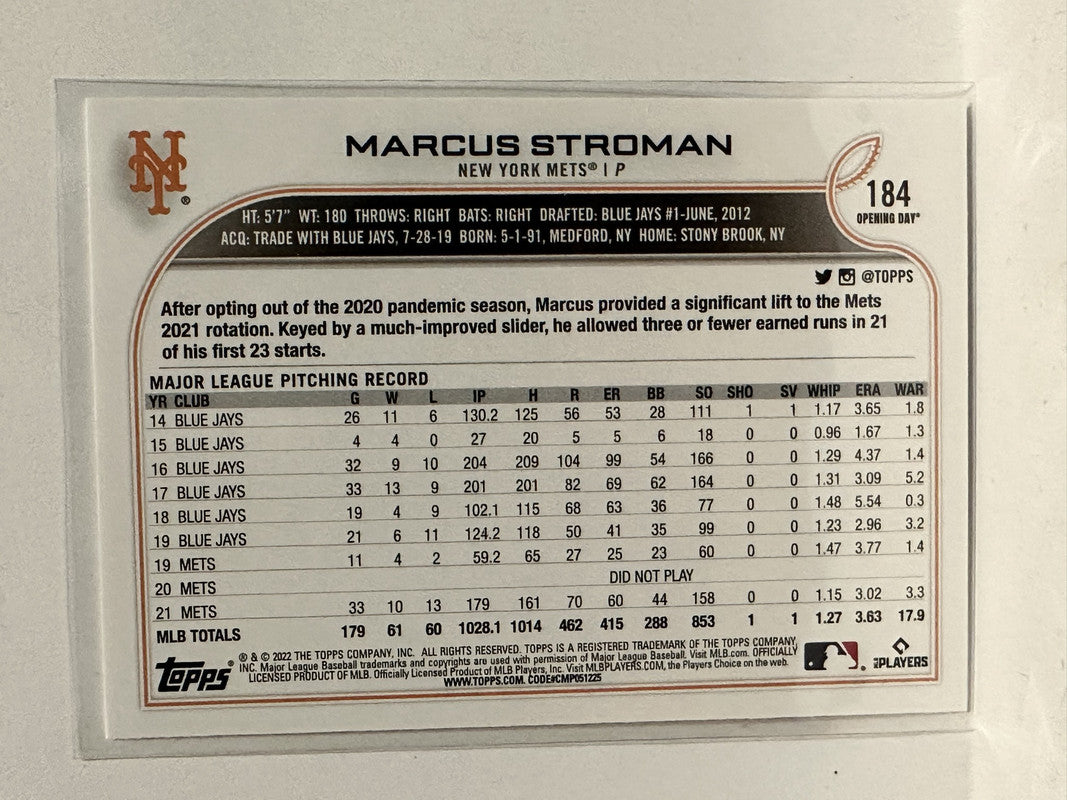 MARCUS STROMAN
NEW YORK METS® | P
184
OPENING DAY®
HT: 5'7" WT: 180 THROWS: RIGHT BATS: RIGHT DRAFTED: BLUE JAYS #1-JUNE, 2012
ACQ: TRADE WITH BLUE JAYS, 7-28-19 BORN: 5-1-91, MEDFORD, NY HOME: STONY BROOK, NY
@TOPPS
After opting out of the 2020 pandemic season, Marcus provided a significant lift to the Mets
2021 rotation. Keyed by a much-improved slider, he allowed three or fewer earned runs in 21
of his first 23 starts.
MAJOR LEAGUE PITCHING RECORD
YR CLUB G W L IP H R ER BB SO SHO SV WHIP ERA WAR
14 BLUE JAYS 26 11 6 130.2 125 56 53 28 111 1 1 1.17 3.65 1.8
15 BLUE JAYS 4 4 0 27 20 5 5 6 18 0 0 0.96 1.67 1.3
16 BLUE JAYS 32 9 10 204 209 104 99 54 166 0 0 1.29 4.37 1.4
17 BLUE JAYS 33 13 9 201 201 82 69 62 164 0 0 1.31 3.09 5.2
18 BLUE JAYS 19 4 9 102.1 115 68 63 36 77 0 0 1.48 5.54 0.3
19 BLUE JAYS 21 6 11 124.2 118 50 41 35 99 0 0 1.23 2.96 3.2
19 METS 11 4 2 59.2 65 27 25 23 60 0 0 1.47 3.77 1.4
20 METS DID NOT PLAY
21 METS 33 10 13 179 161 70 60 44 158 0 0 1.15 3.02 3.3
MLB TOTALS 179 61 60 1028.1 1014 462 415 288 853 1 1 1.27 3.63 17.9
Topps®
® & © 2022 THE TOPPS COMPANY, INC. ALL RIGHTS RESERVED. TOPPS IS A REGISTERED TRADEMARK OF THE TOPPS COMPANY,
INC. Major League Baseball trademarks and copyrights are used with permission of Major League Baseball. Visit MLB.com. OFFICIALLY
LICENSED PRODUCT OF MLB. Officially Licensed Product of MLB Players, Inc. Visit MLBPLAYERS.COM, the Players Choice on the web.
WWW.TOPPS.COM. CODE#CMP051225
MLBPLAYERS